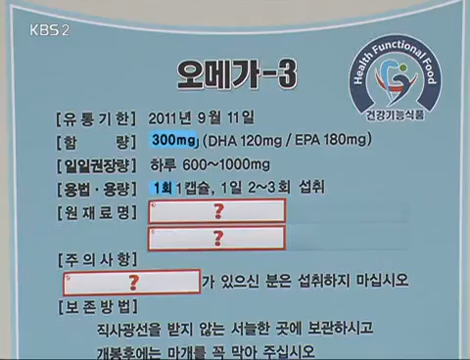 KBS2
오메가-3
Health Functional Food
건강기능식품
[유통기한] 2011년 9월 11일
[함 량] 300mg (DHA 120mg / EPA 180mg)
[일일권장량] 하루 600~1000mg
[용법·용량] 1회 1캡슐, 1일 2~3회 섭취
[원재료명] ?
?
[주의사항]
? 가 있으신 분은 섭취하지 마십시오
[보존방법]
직사광선을 받지 않는 서늘한 곳에 보관하시고
개봉후에는 마개를 꼭 막아 주십시오